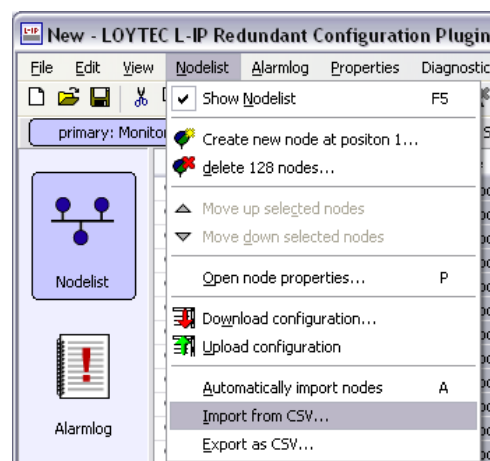 L-IP New - LOYTEC L-IP Redundant Configuration Plugin
File Edit View Nodelist Alarmlog Properties Diagnostic
Show Nodelist F5
primary: Monito
Create new node at positon 1...
delete 128 nodes...
Move up selected nodes
Move down selected nodes
Nodelist
Open node properties... P
Download configuration...
Upload configuration
Automatically import nodes A
Import from CSV...
Alarmlog
Export as CSV...